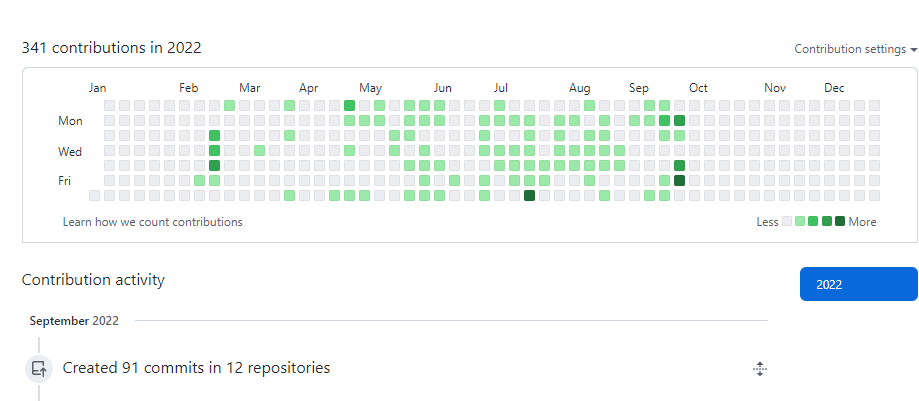 341 contributions in 2022
Contribution settings
Jan Feb Mar Apr May Jun Jul Aug Sep Oct Nov Dec
Mon
Wed
Fri
Learn how we count contributions
Less More
Contribution activity
2022
September 2022
Created 91 commits in 12 repositories